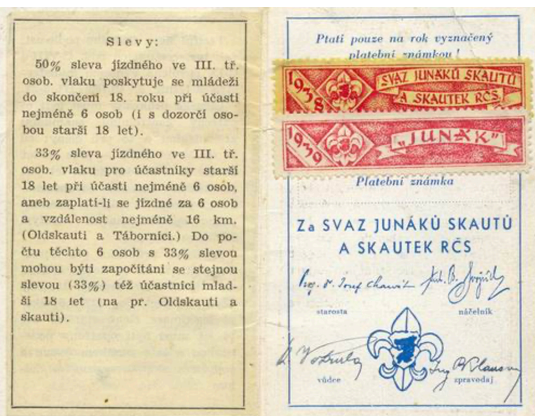 Slevy:
50% sleva jízdného ve III. tř.
osob. vlaku poskytuje se mládeži
do skončení 18. roku při účasti
nejméně 6 osob (i s dozorčí oso-
bou starší 18 let).
33% sleva jízdného ve III. tř.
osob. vlaku pro účastníky starší
18 let při účasti nejméně 6 osób,
aneb zaplatí-li se jízdné za 6 osob
a vzdálenost nejméně 16 km.
(Oldskauti a Táborníci.) Do po-
čtu těchto 6 osob s 33% slevou
mohou býti započítáni se stejnou
slevou (33%) též účastníci mlad-
ší 18 let (na př. Oldskauti a
skauti).
Platí pouze na rok vyznačený
platební známkou!
1938
SVAZ JUNÁKŮ SKAUTŮ
A SKAUTEK RČS
1939
„JUNÁK"
Platební známka
Za SVAZ JUNÁKŮ SKAUTŮ
A SKAUTEK RČS
starosta náčelník
vůdce zpravodaj